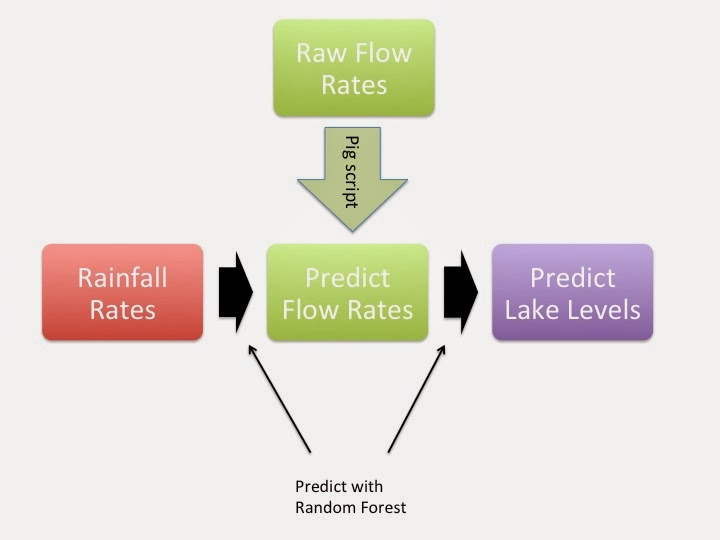 Raw Flow
Rates
Pig script
Rainfall
Rates
Predict
Flow Rates
Predict
Lake Levels
Predict with
Random Forest